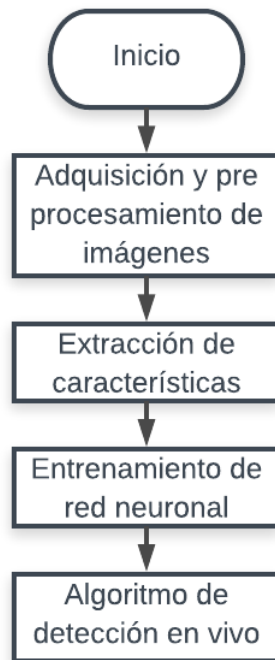 Inicio
Adquisición y pre
procesamiento de
imágenes
Extracción de
características
Entrenamiento de
red neuronal
Algoritmo de
detección en vivo